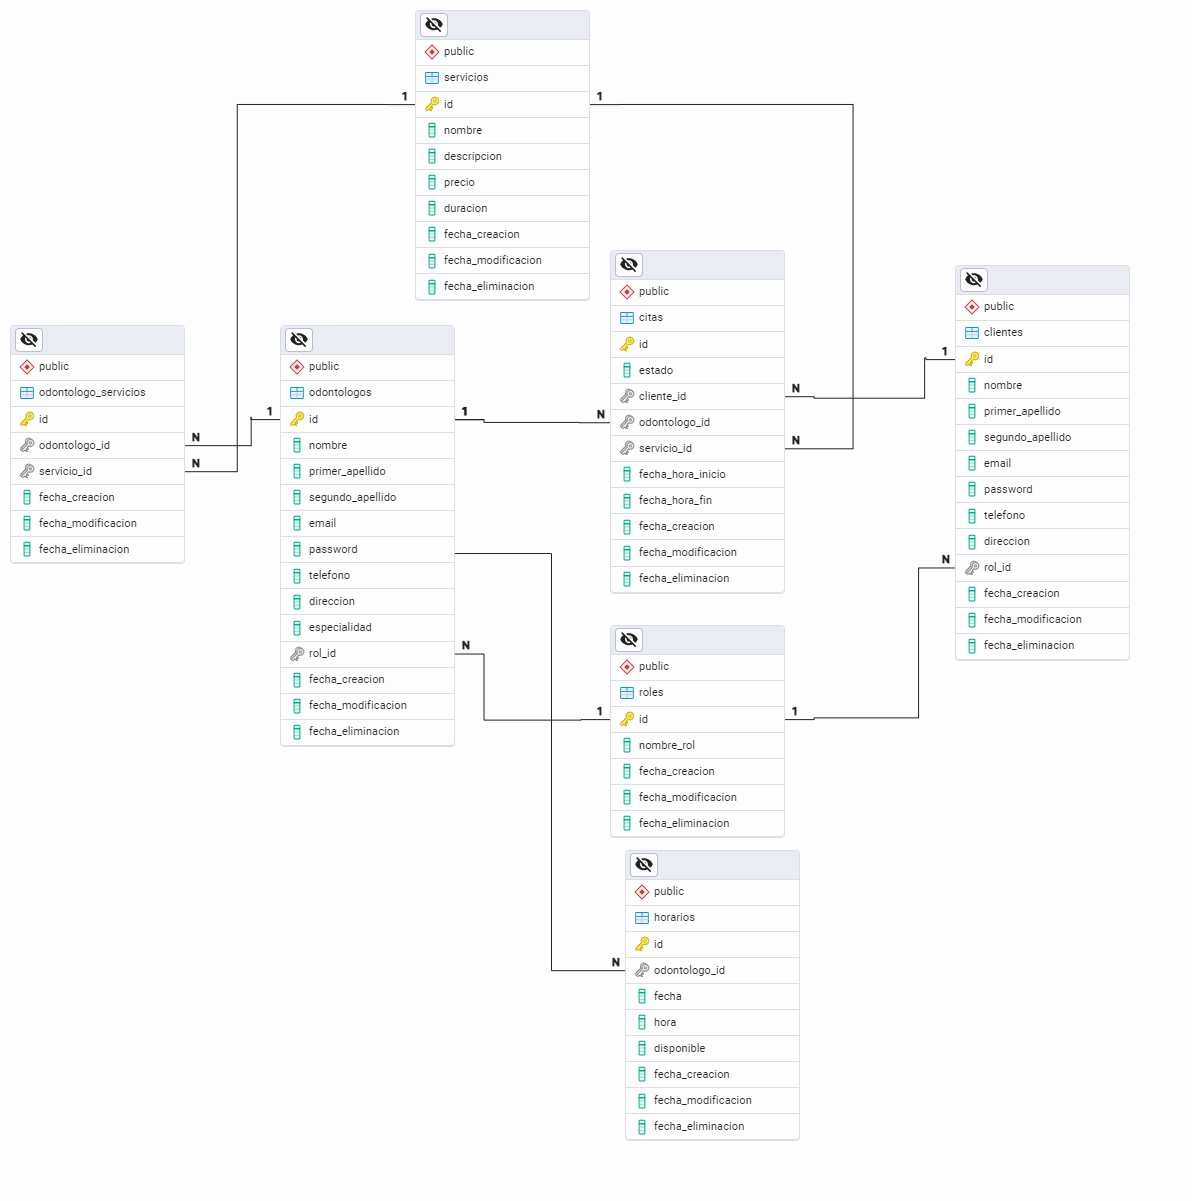 public
servicios
1
id
1
nombre
descripcion
precio
duracion
fecha_creacion
fecha_modificacion
fecha_eliminacion
public
odontologo_servicios
id
N
odontologo_id
N
servicio_id
fecha_creacion
fecha_modificacion
fecha_eliminacion
public
odontologos
1
id
1
nombre
primer_apellido
segundo_apellido
email
password
telefono
direccion
especialidad
rol_id
N
fecha_creacion
fecha_modificacion
fecha_eliminacion
public
citas
id
estado
cliente_id
N
N
odontologo_id
servicio_id
N
fecha_hora_inicio
fecha_hora_fin
fecha_creacion
fecha_modificacion
fecha_eliminacion
public
clientes
1
id
nombre
primer_apellido
segundo_apellido
email
password
telefono
direccion
N
rol_id
fecha_creacion
fecha_modificacion
fecha_eliminacion
public
roles
1
id
1
nombre_rol
fecha_creacion
fecha_modificacion
fecha_eliminacion
public
horarios
id
N
odontologo_id
fecha
hora
disponible
fecha_creacion
fecha_modificacion
fecha_eliminacion